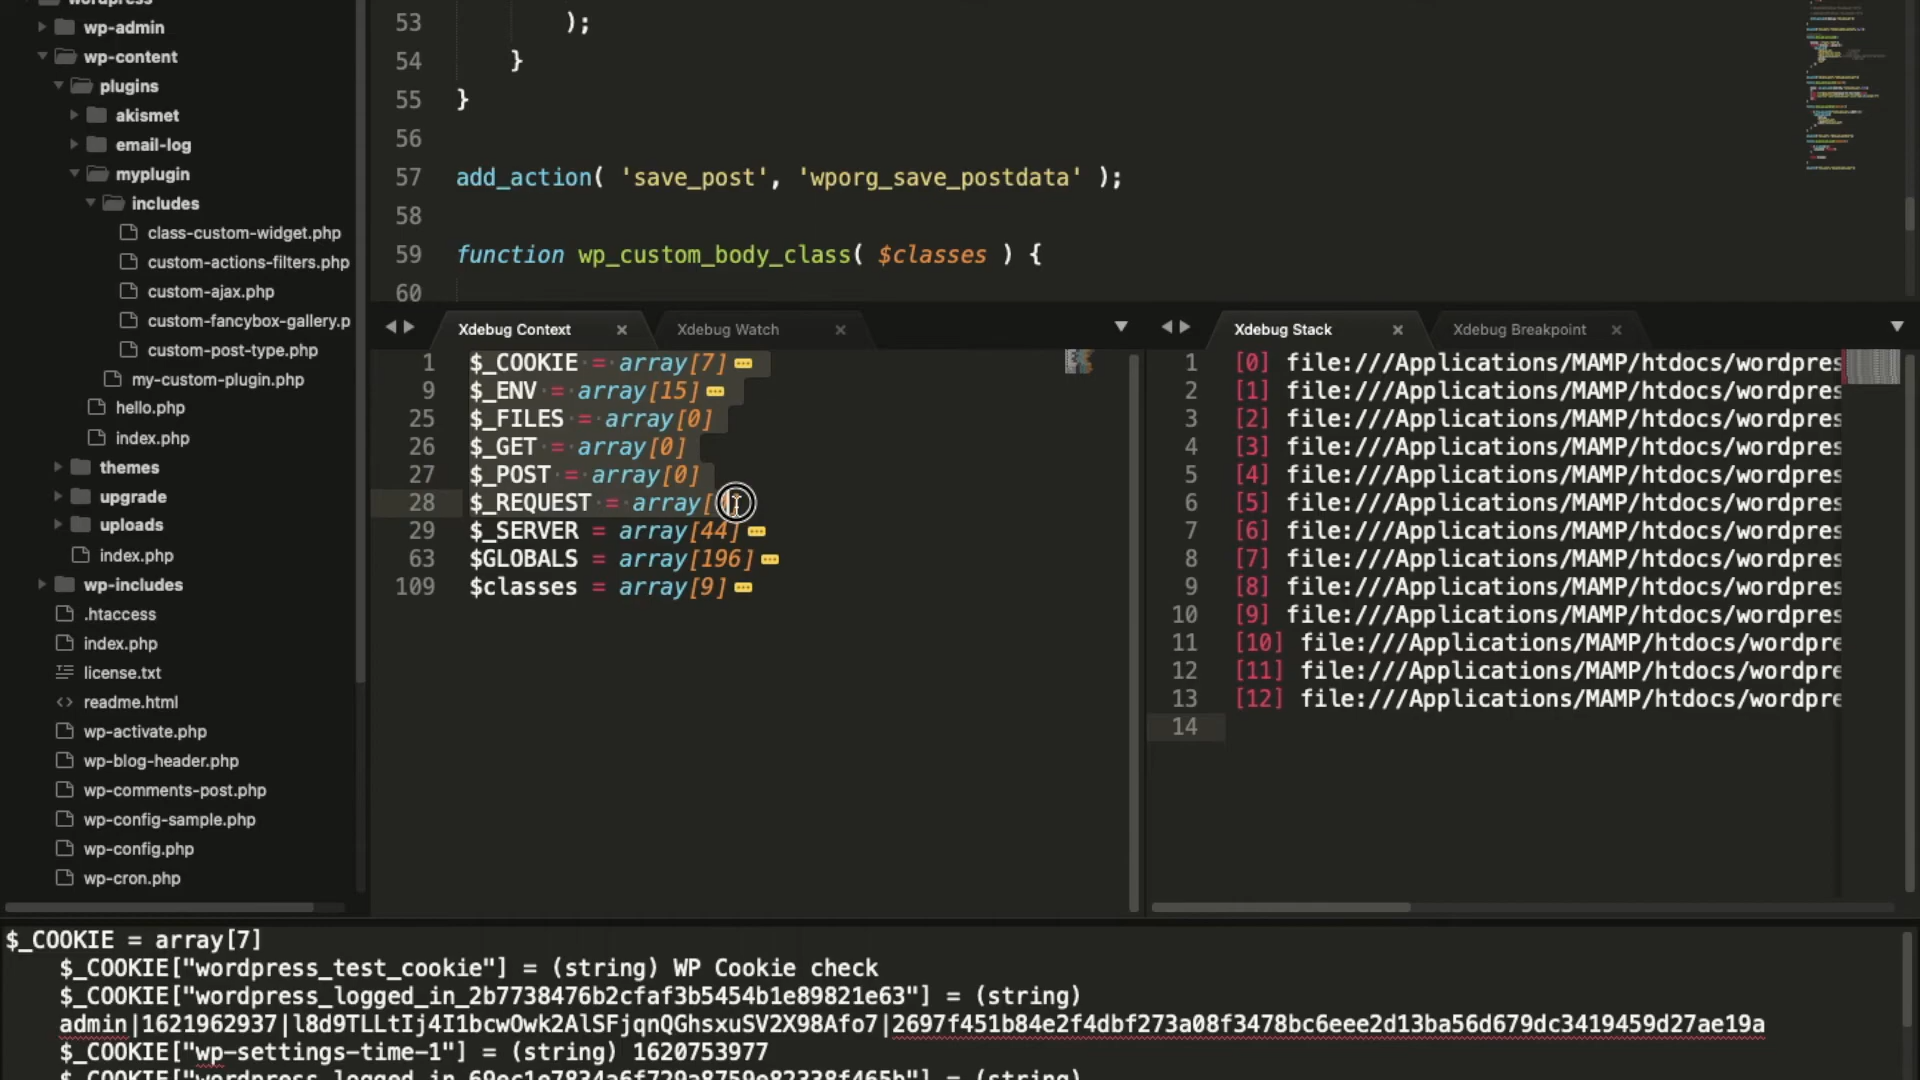 wordpress
wp-admin
wp-content
plugins
akismet
email-log
myplugin
includes
class-custom-widget.php
custom-actions-filters.php
custom-ajax.php
custom-fancybox-gallery.p
custom-post-type.php
my-custom-plugin.php
hello.php
index.php
themes
upgrade
uploads
index.php
wp-includes
.htaccess
index.php
license.txt
readme.html
wp-activate.php
wp-blog-header.php
wp-comments-post.php
wp-config-sample.php
wp-config.php
wp-cron.php
53 );
54 }
55 }
56
57 add_action( 'save_post', 'wporg_save_postdata' );
58
59 function wp_custom_body_class( $classes ) {
60
Xdebug Context
Xdebug Watch
1 $_COOKIE = array[7]
9 $_ENV = array[15]
25 $_FILES = array[0]
26 $_GET = array[0]
27 $_POST = array[0]
28 $_REQUEST = array[
29 $_SERVER = array[44]
63 $GLOBALS = array[196]
109 $classes = array[9]
Xdebug Stack
Xdebug Breakpoint
1 [0] file:///Applications/MAMP/htdocs/wordpres
2 [1] file:///Applications/MAMP/htdocs/wordpres
3 [2] file:///Applications/MAMP/htdocs/wordpres
4 [3] file:///Applications/MAMP/htdocs/wordpres
5 [4] file:///Applications/MAMP/htdocs/wordpres
6 [5] file:///Applications/MAMP/htdocs/wordpres
7 [6] file:///Applications/MAMP/htdocs/wordpres
8 [7] file:///Applications/MAMP/htdocs/wordpres
9 [8] file:///Applications/MAMP/htdocs/wordpres
10 [9] file:///Applications/MAMP/htdocs/wordpres
11 [10] file:///Applications/MAMP/htdocs/wordpre
12 [11] file:///Applications/MAMP/htdocs/wordpre
13 [12] file:///Applications/MAMP/htdocs/wordpre
14
$_COOKIE = array[7]
$_COOKIE["wordpress_test_cookie"] = (string) WP Cookie check
$_COOKIE["wordpress_logged_in_2b7738476b2cfaf3b5454b1e89821e63"] = (string)
admin|1621962937|l8d9TLLtIj4I1bcwOwk2AlSFjqnQGhsxuSV2X98Afo7|2697f451b84e2f4dbf273a08f3478bc6eee2d13ba56d679dc3419459d27ae19a
$_COOKIE["wp-settings-time-1"] = (string) 1620753977